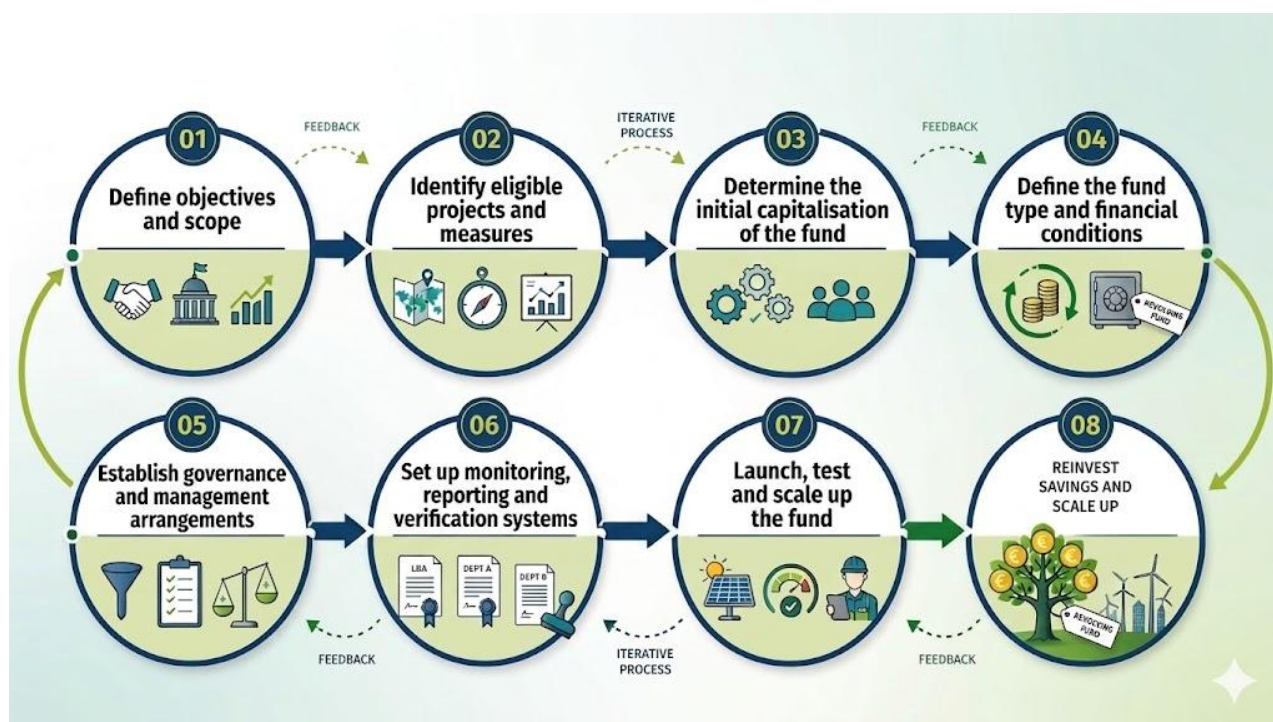 01
Define objectives
and scope
FEEDBACK
02
Identify eligible
projects and
measures
ITERATIVE
PROCESS
03
Determine the
initial capitalisation
of the fund
FEEDBACK
04
Define the fund
type and financial
conditions
REVOLDING
FUND
05
Establish governance
and management
arrangements
06
Set up monitoring,
reporting and
verification systems
LBA
DEPT A
DEPT B
07
Launch, test
and scale up
the fund
08
REINVEST
SAVINGS AND
SCALE UP
REVOCKING
FURD
FEEDBACK
ITERATIVE
PROCESS
FEEDBACK